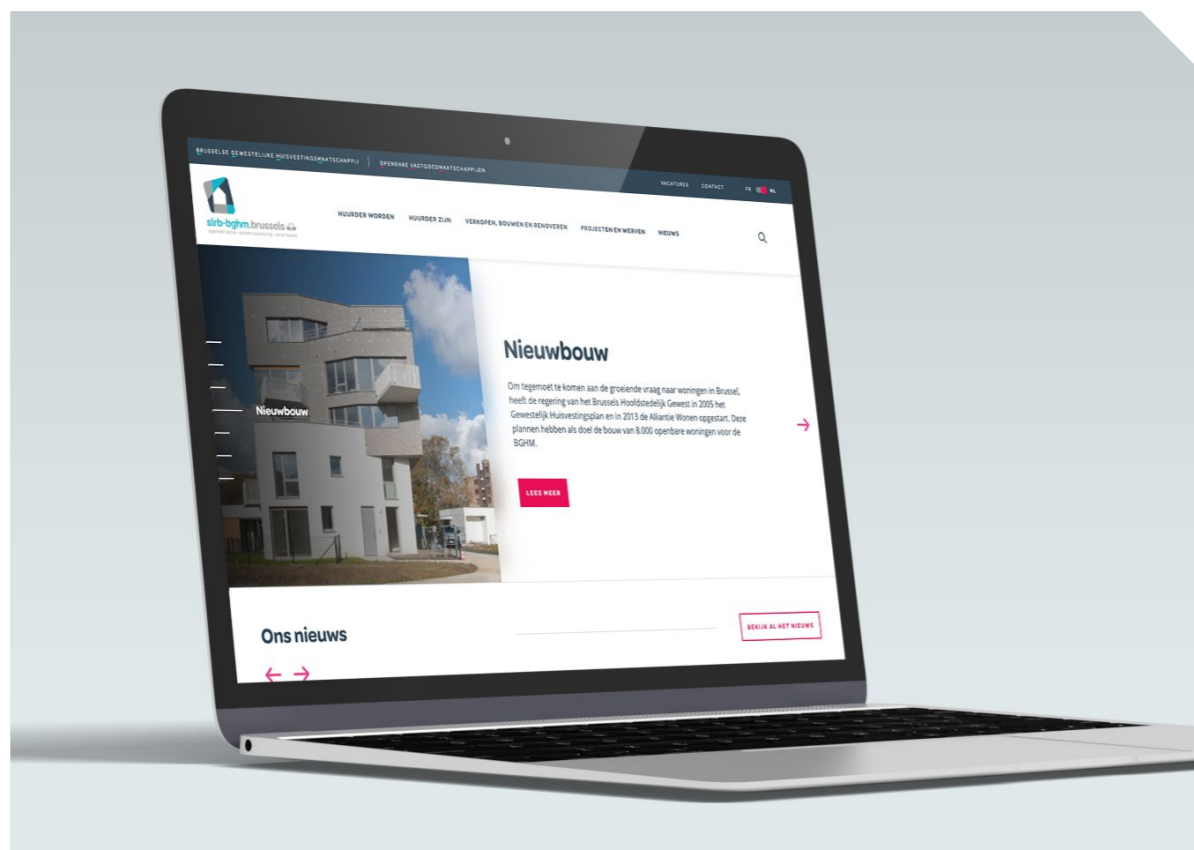 BRUSSELSE GEWESTELIJKE HUISVESTINGSMAATSCHAPPIJ | OPENBARE VASTGOEDMAATSCHAPPIJEN
VACATURES CONTACT FR NL
slrb-bghm.brussels
HUURDER WORDEN HUURDER ZIJN VERKOPEN, BOUWEN EN RENOVEREN PROJECTEN EN WERVEN NIEUWS
Nieuwbouw
Nieuwbouw
Om tegemoet te komen aan de groeiende vraag naar woningen in Brussel,
heeft de regering van het Brussels Hoofdstedelijk Gewest in 2005 het
Gewestelijk Huisvestingsplan en in 2013 de Alliantie Wonen opgestart. Deze
plannen hebben als doel de bouw van 8.000 openbare woningen voor de
BGHM.
LEES MEER
Ons nieuws
BEKIJK AL HET NIEUWS